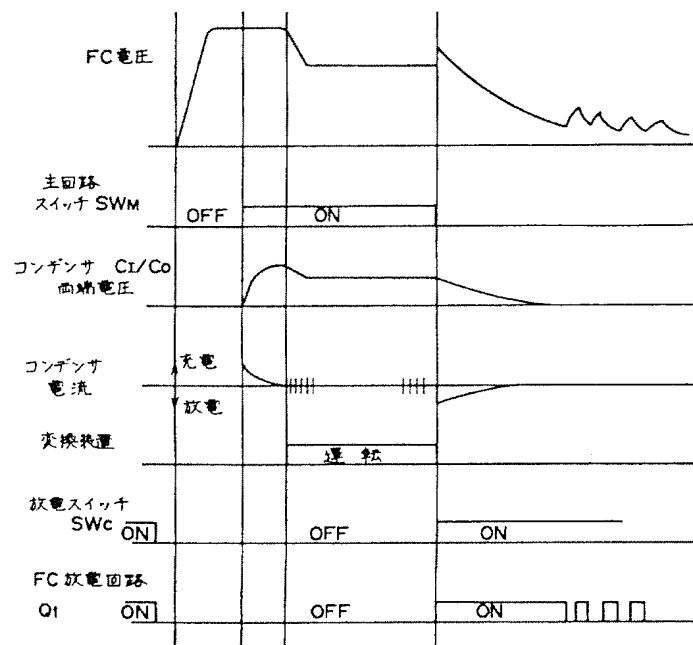 FC電圧
主回路
スイッチ SWM
OFF ON
コンデンサ CI/Co
両端電圧
コンデンサ
電流
充電
放電
変換装置
運転
放電スイッチ
SWc ON OFF ON
FC放電回路
Q1 ON OFF ON